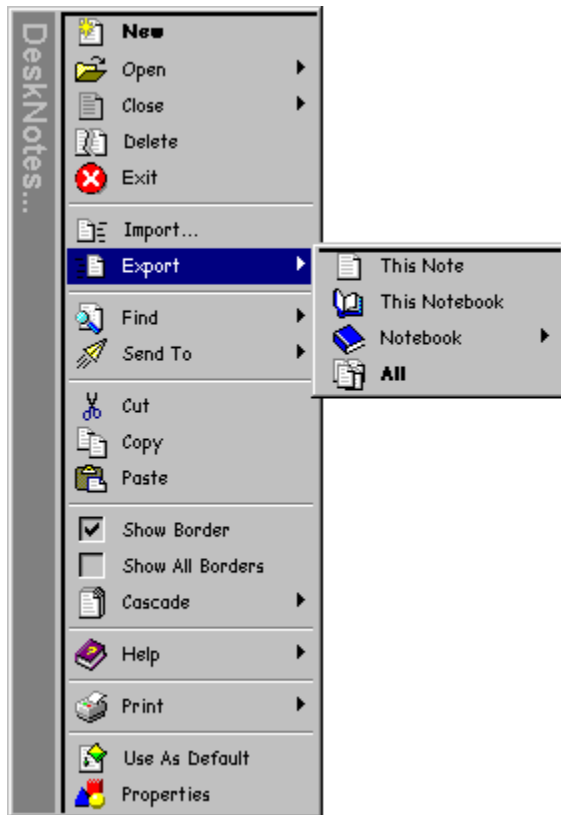 DeskNotes...
New
Open
Close
Delete
Exit
Import...
Export
This Note
This Notebook
Notebook
All
Find
Send To
Cut
Copy
Paste
Show Border
Show All Borders
Cascade
Help
Print
Use As Default
Properties